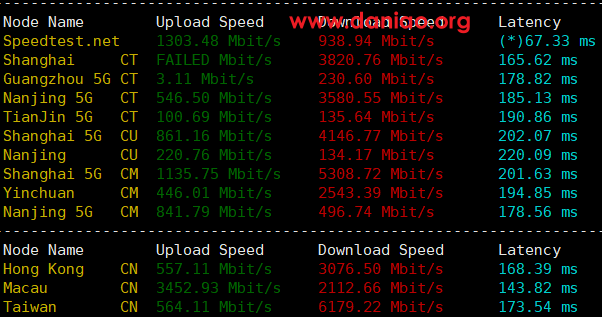 Node Name Upload Speed Download Speed Latency
www.danise.org
Speedtest.net 1303.48 Mbit/s 938.94 Mbit/s (*)67.33 ms
Shanghai CT FAILED Mbit/s 3820.76 Mbit/s 165.62 ms
Guangzhou 5G CT 3.11 Mbit/s 230.60 Mbit/s 178.82 ms
Nanjing 5G CT 546.50 Mbit/s 3580.55 Mbit/s 185.13 ms
TianJin 5G CT 100.69 Mbit/s 135.64 Mbit/s 190.86 ms
Shanghai 5G CU 861.16 Mbit/s 4146.77 Mbit/s 202.07 ms
Nanjing CU 220.76 Mbit/s 134.17 Mbit/s 220.09 ms
Shanghai 5G CM 1135.75 Mbit/s 5308.72 Mbit/s 201.63 ms
Yinchuan CM 446.01 Mbit/s 2543.39 Mbit/s 194.85 ms
Nanjing 5G CM 841.79 Mbit/s 496.74 Mbit/s 178.56 ms
Node Name Upload Speed Download Speed Latency
Hong Kong CN 557.11 Mbit/s 3076.50 Mbit/s 168.39 ms
Macau CN 3452.93 Mbit/s 2112.66 Mbit/s 143.82 ms
Taiwan CN 564.11 Mbit/s 6179.22 Mbit/s 173.54 ms